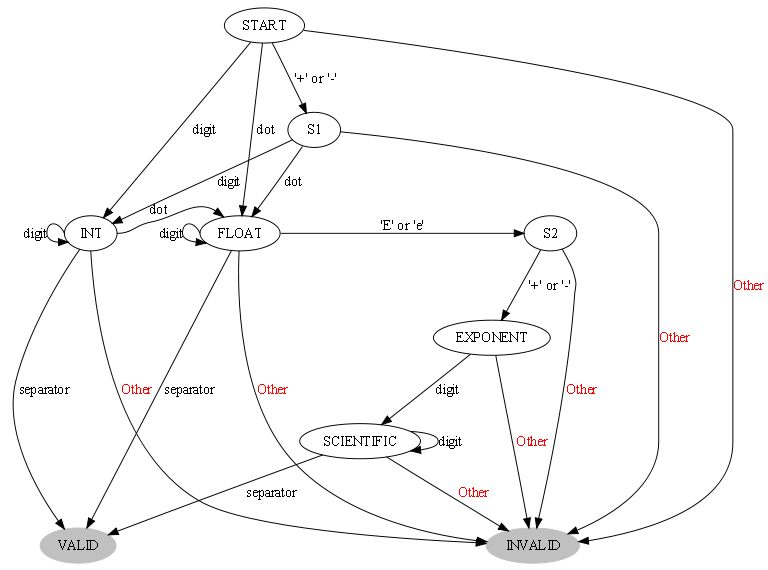 START
'+' or '-'
digit
dot
S1
digit
dot
dot
digit
INT
digit
FLOAT
'E' or 'e'
S2
'+' or '-'
Other
EXPONENT
Other
separator
Other
separator
Other
digit
Other
SCIENTIFIC
digit
Other
separator
Other
VALID
INVALID